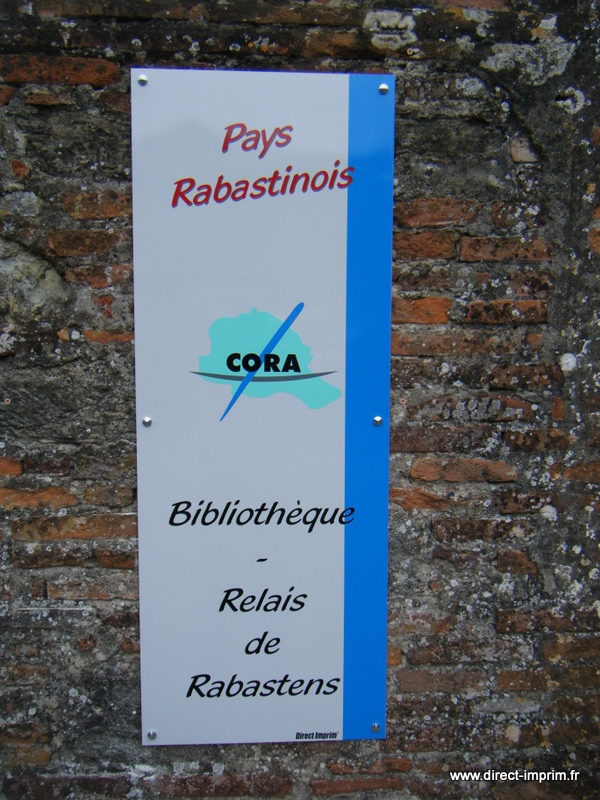 Pays
Rabastinois
CORA
Bibliothèque
-
Relais
de
Rabastens
Direct Imprim'
www.direct-imprim.fr